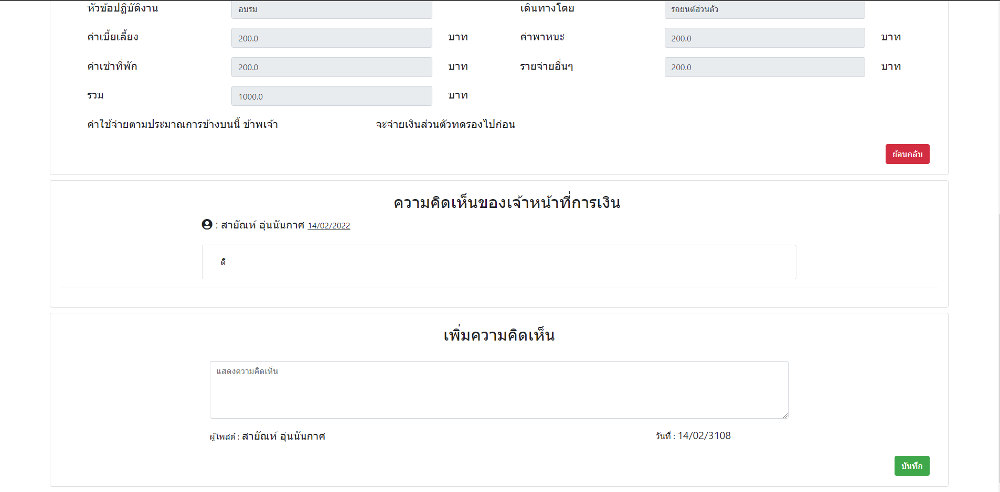 หัวข้อปฏิบัติงาน อบรม เดินทางโดย รถยนต์ส่วนตัว
ค่าเบี้ยเลี้ยง 200.0 บาท ค่าพาหนะ 200.0 บาท
ค่าเช่าที่พัก 200.0 บาท รายจ่ายอื่นๆ 200.0 บาท
รวม 1000.0 บาท
ค่าใช้จ่ายตามประมาณการข้างบนนี้ ข้าพเจ้า จะจ่ายเงินส่วนตัวทดรองไปก่อน
ย้อนกลับ
ความคิดเห็นของเจ้าหน้าที่การเงิน
: สายัณห์ อุ่นนันกาศ 14/02/2022
ดี
เพิ่มความคิดเห็น
แสดงความคิดเห็น
ผู้โพสต์ : สายัณห์ อุ่นนันกาศ วันที่ : 14/02/3108
บันทึก